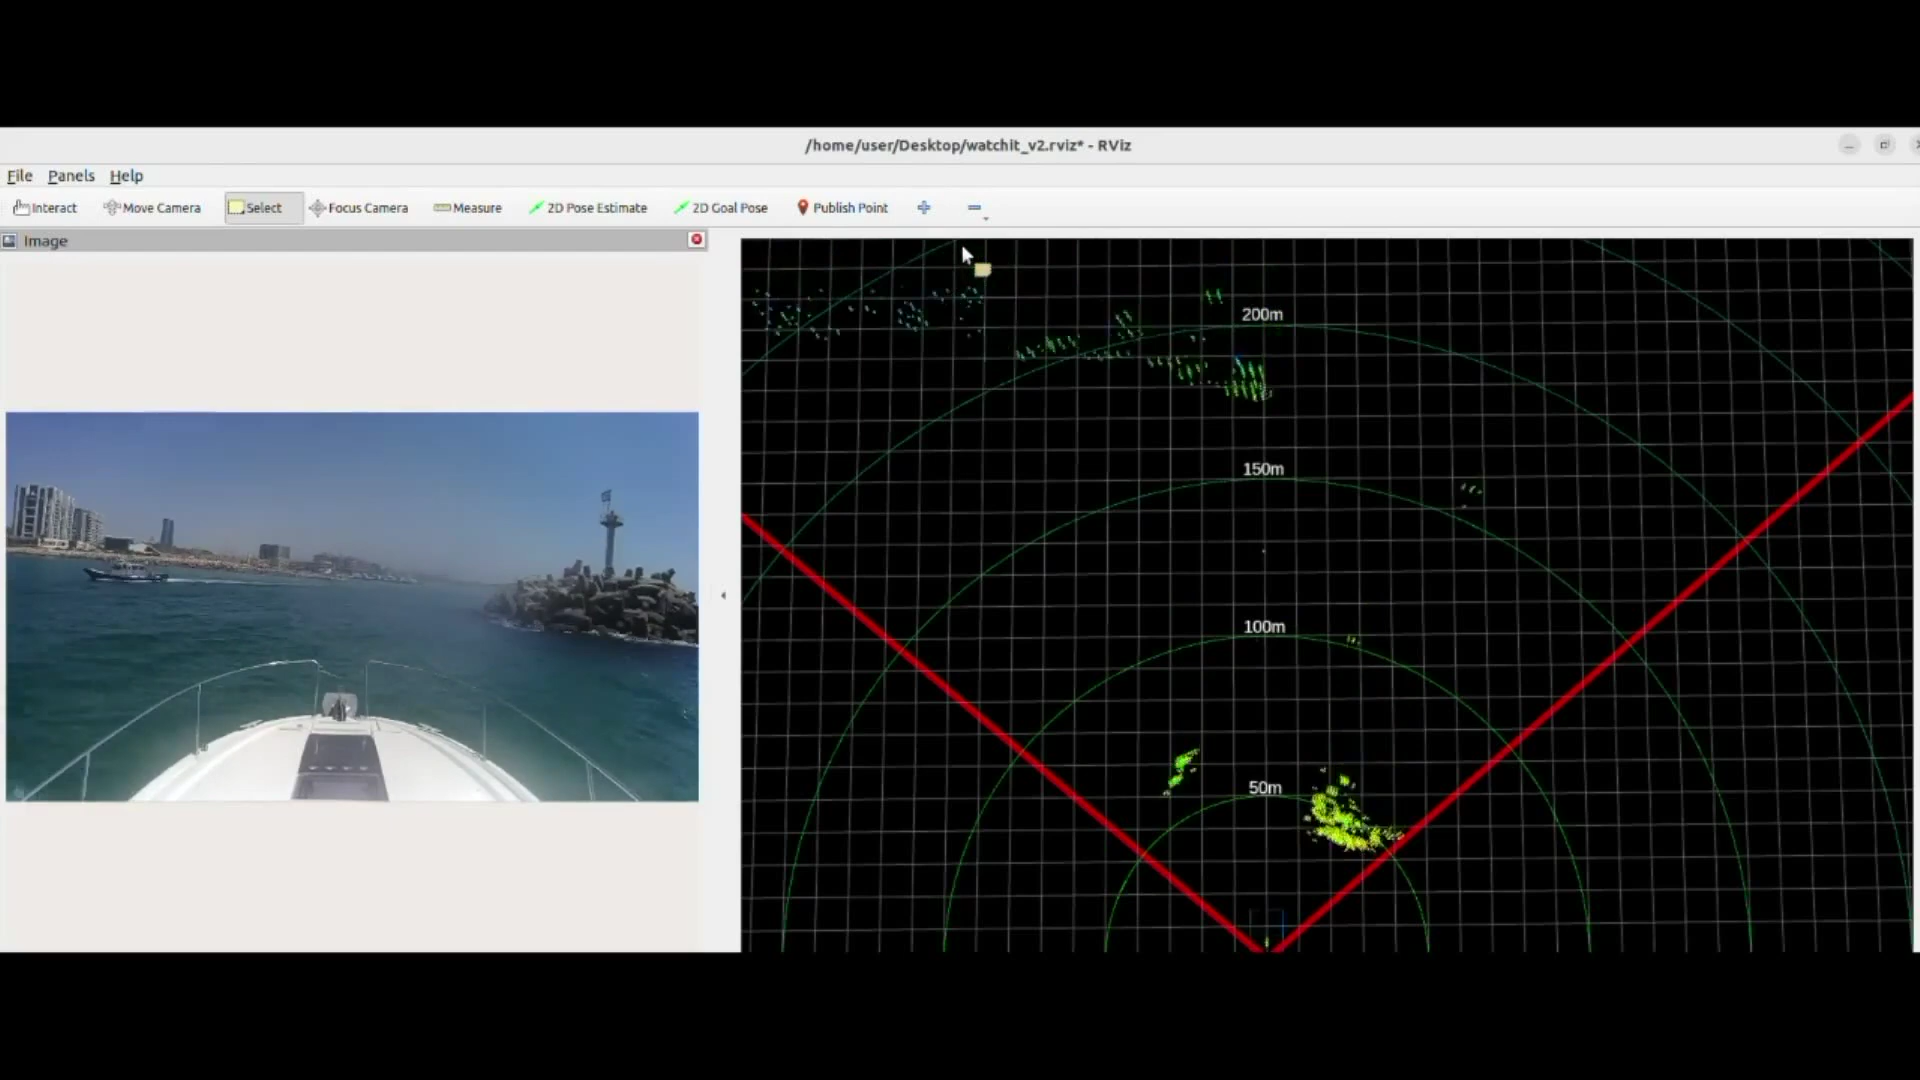 /home/user/Desktop/watchit_v2.rviz* - RViz
File Panels Help
Interact Move Camera Select Focus Camera Measure 2D Pose Estimate 2D Goal Pose Publish Point
Image
200m
150m
100m
50m